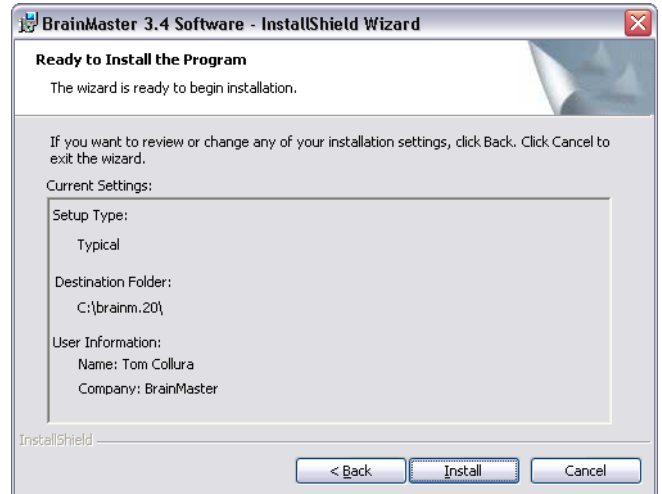 BrainMaster 3.4 Software - InstallShield Wizard
Ready to Install the Program
The wizard is ready to begin installation.
If you want to review or change any of your installation settings, click Back. Click Cancel to
exit the wizard.
Current Settings:
Setup Type:
Typical
Destination Folder:
C:\brainm.20\
User Information:
Name: Tom Collura
Company: BrainMaster
InstallShield
< Back
Install
Cancel